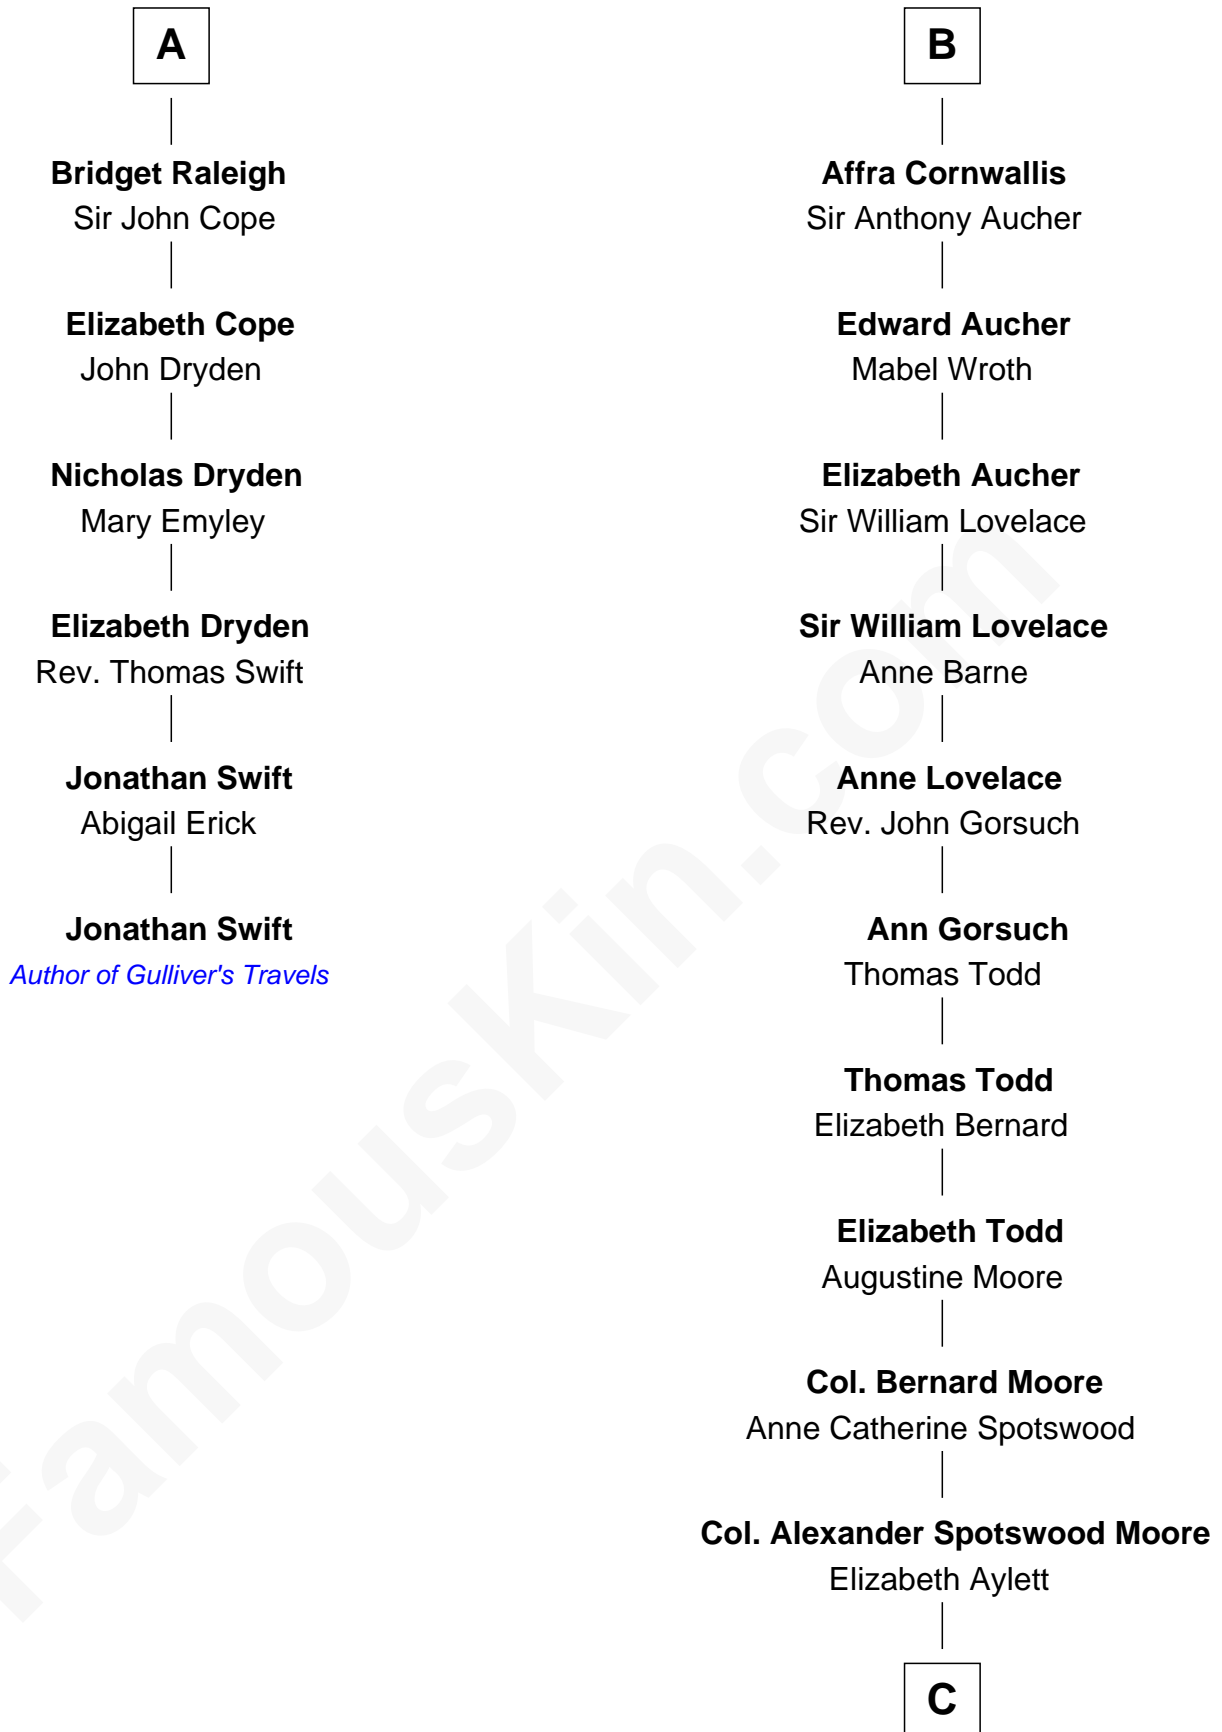 A
Bridget Raleigh
Sir John Cope
Elizabeth Cope
John Dryden
Nicholas Dryden
Mary Emyley
Elizabeth Dryden
Rev. Thomas Swift
Jonathan Swift
Abigail Erick
Jonathan Swift
Author of Gulliver's Travels
B
Affra Cornwallis
Sir Anthony Aucher
Edward Aucher
Mabel Wroth
Elizabeth Aucher
Sir William Lovelace
Sir William Lovelace
Anne Barne
Anne Lovelace
Rev. John Gorsuch
Ann Gorsuch
Thomas Todd
Thomas Todd
Elizabeth Bernard
Elizabeth Todd
Augustine Moore
Col. Bernard Moore
Anne Catherine Spotswood
Col. Alexander Spotswood Moore
Elizabeth Aylett
C
FamousKin.com